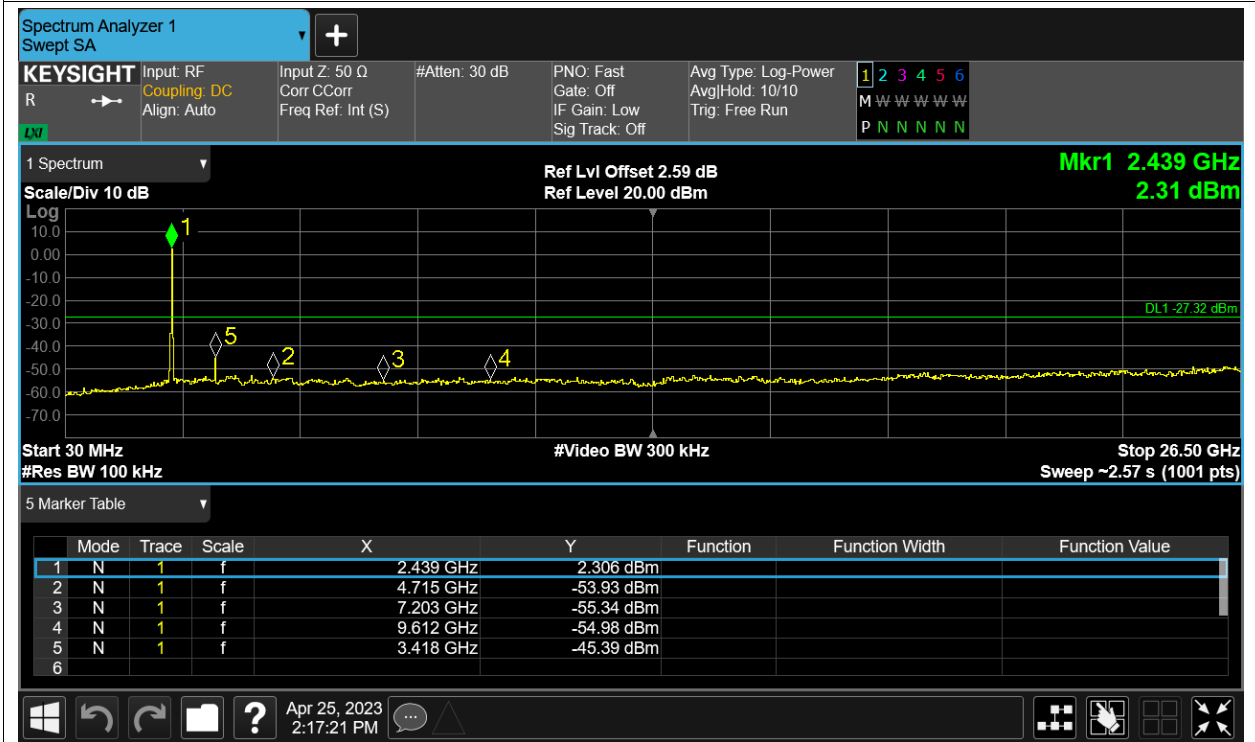 Spectrum Analyzer 1
Swept SA
KEYSIGHT
R
LXI
Input: RF
Coupling: DC
Align: Auto
Input Z: 50 Ω
Corr CCorr
Freq Ref: Int (S)
#Atten: 30 dB
PNO: Fast
Gate: Off
IF Gain: Low
Sig Track: Off
Avg Type: Log-Power
Avg|Hold: 10/10
Trig: Free Run
1 2 3 4 5 6
M W W W W W
P N N N N N
1 Spectrum
Scale/Div 10 dB
Ref Lvl Offset 2.59 dB
Ref Level 20.00 dBm
Mkr1 2.439 GHz
2.31 dBm
Log
10.0
0.00
-10.0
-20.0
-30.0
-40.0
-50.0
-60.0
-70.0
1
5
2
3
4
DL1 -27.32 dBm
Start 30 MHz
#Res BW 100 kHz
#Video BW 300 kHz
Stop 26.50 GHz
Sweep ~2.57 s (1001 pts)
5 Marker Table
Mode Trace Scale X Y Function Function Width Function Value
1 N 1 f 2.439 GHz 2.306 dBm
2 N 1 f 4.715 GHz -53.93 dBm
3 N 1 f 7.203 GHz -55.34 dBm
4 N 1 f 9.612 GHz -54.98 dBm
5 N 1 f 3.418 GHz -45.39 dBm
6
?
Apr 25, 2023
2:17:21 PM